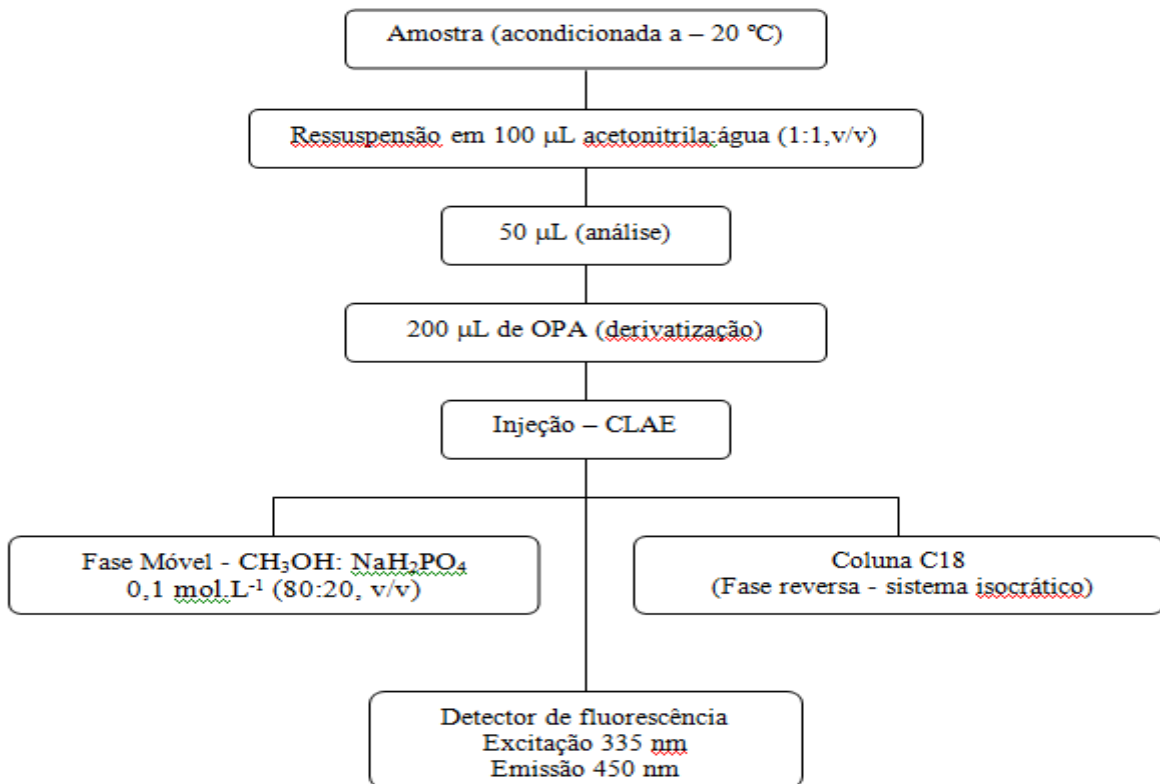 Amostra (acondicionada a – 20 ºC)
Ressuspensão em 100 µL acetonitrila:água (1:1,v/v)
50 µL (análise)
200 µL de OPA (derivatização)
Injeção – CLAE
Fase Móvel - CH₃OH: NaH₂PO₄
0,1 mol.L⁻¹ (80:20, v/v)
Coluna C18
(Fase reversa - sistema isocrático)
Detector de fluorescência
Excitação 335 nm
Emissão 450 nm